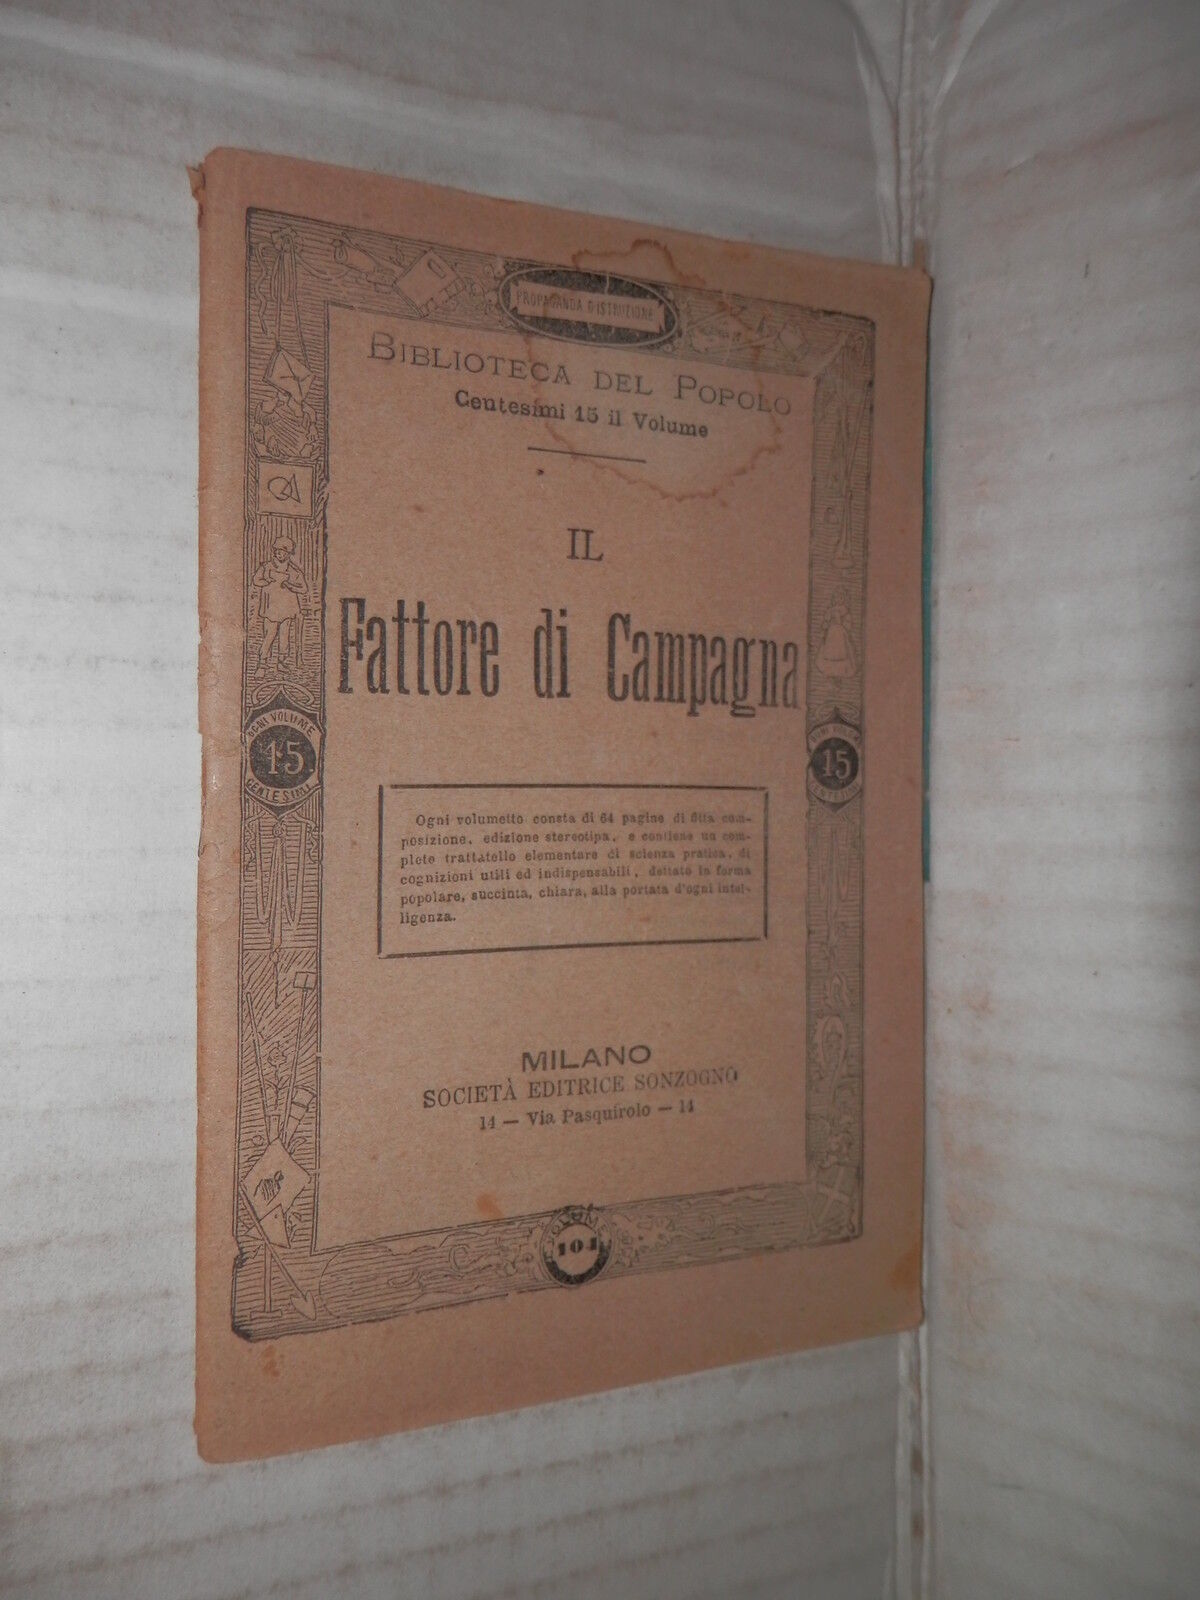 PROPAGANDA D'ISTRUZIONE
BIBLIOTECA DEL POPOLO
Centesimi 15 il Volume
IL
Fattore di Campagna
OGNI VOLUME
15
CENTESIMI
OGNI VOLUME
15
CENTESIMI
Ogni volumetto consta di 64 pagine di fitta com-
posizione, edizione stereotipa, e contiene un com-
pleto trattatello elementare di scienza pratica, di
cognizioni utili ed indispensabili, dettato in forma
popolare, succinta, chiara, alla portata d'ogni intel-
ligenza.
MILANO
SOCIETÀ EDITRICE SONZOGNO
14 — Via Pasquirolo — 14
VOLUME
104